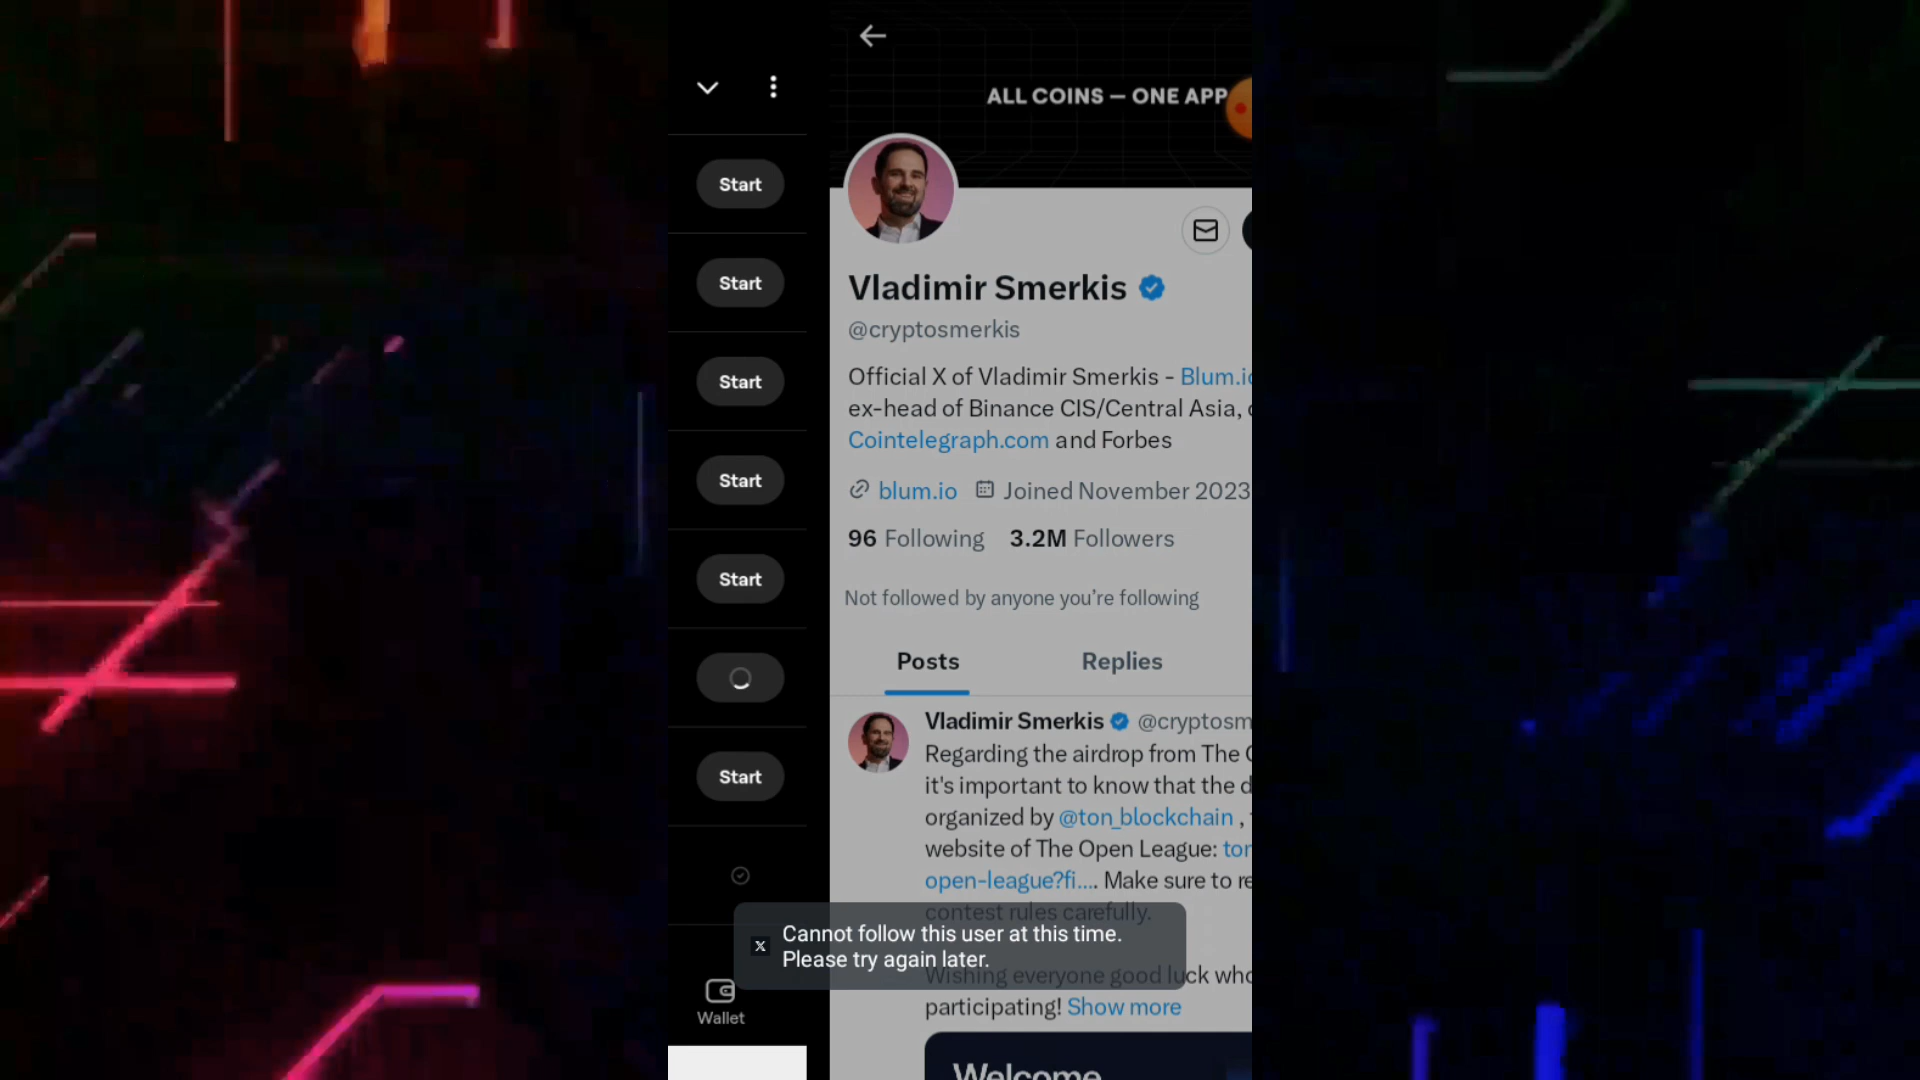 Start
Start
Start
Start
Start
Start
Wallet
ALL COINS — ONE APP
Vladimir Smerkis
@cryptosmerkis
Official X of Vladimir Smerkis - Blum.io
ex-head of Binance CIS/Central Asia,
Cointelegraph.com and Forbes
blum.io Joined November 2023
96 Following 3.2M Followers
Not followed by anyone you're following
Posts Replies
Vladimir Smerkis @cryptosm
Regarding the airdrop from The
it's important to know that the d
organized by @ton_blockchain ,
website of The Open League: ton
open-league?fi.... Make sure to re
contest rules carefully.
Cannot follow this user at this time.
Please try again later.
Wishing everyone good luck who
participating! Show more
Welcome